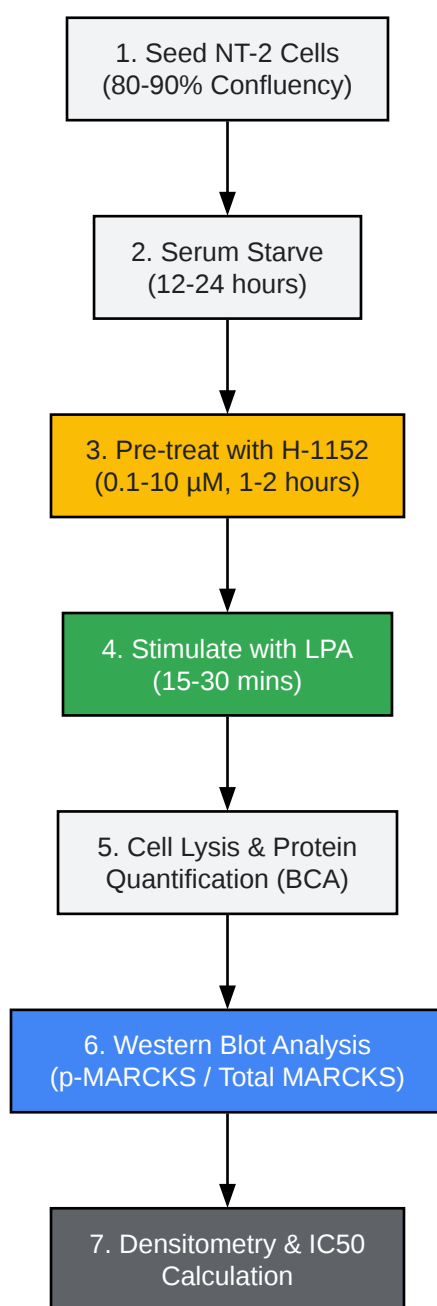 1. Seed NT-2 Cells
(80-90% Confluency)
2. Serum Starve
(12-24 hours)
3. Pre-treat with H-1152
(0.1-10 µM, 1-2 hours)
4. Stimulate with LPA
(15-30 mins)
5. Cell Lysis & Protein
Quantification (BCA)
6. Western Blot Analysis
(p-MARCKS / Total MARCKS)
7. Densitometry & IC50
Calculation